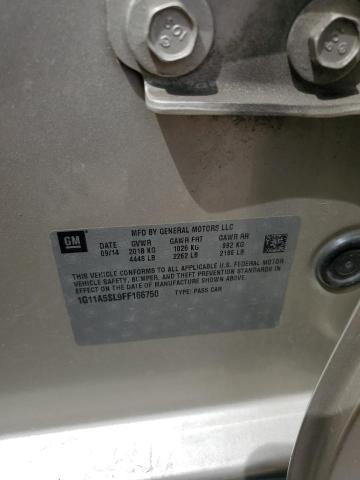 MFD BY GENERAL MOTORS LLC
GM
DATE GVWR GAWR FRT GAWR RR
09/14 2018 KG 1026 KG 992 KG
4448 LB 2262 LB 2186 LB
THIS VEHICLE CONFORMS TO ALL APPLICABLE U.S. FEDERAL MOTOR
VEHICLE SAFETY, BUMPER, AND THEFT PREVENTION STANDARDS IN
EFFECT ON THE DATE OF MANUFACTURE SHOWN ABOVE.
1G11A5SL9FF166750 TYPE: PASS CAR